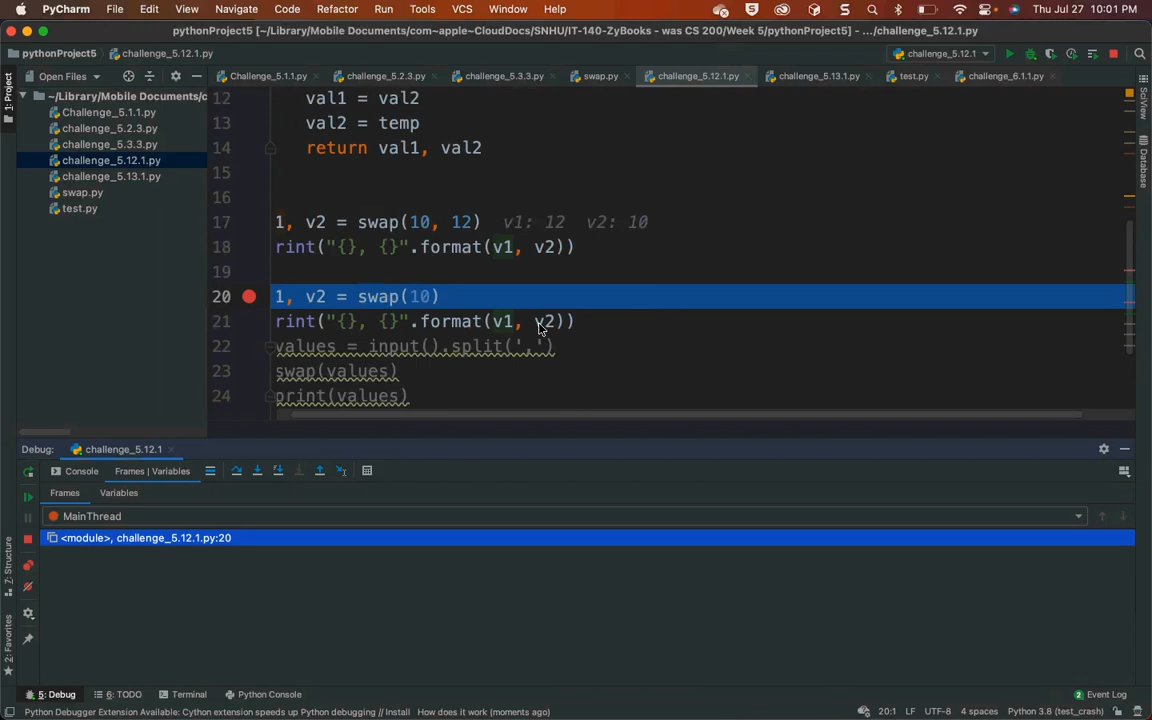 PyCharm File Edit View Navigate Code Refactor Run Tools VCS Window Help Thu Jul 27 10:01 PM
pythonProject5 [~/Library/Mobile Documents/com~apple~CloudDocs/SNHU/IT-140-ZyBooks - was CS 200/Week 5/pythonProject5] - .../challenge_5.12.1.py
pythonProject5 challenge_5.12.1.py challenge_5.12.1
Open Files Challenge_5.1.1.py challenge_5.2.3.py challenge_5.3.3.py swap.py challenge_5.12.1.py challenge_5.13.1.py test.py challenge_6.1.1.py
1: Project
SciView
Database
~/Library/Mobile Documents/c
Challenge_5.1.1.py
challenge_5.2.3.py
challenge_5.3.3.py
challenge_5.12.1.py
challenge_5.13.1.py
swap.py
test.py
12 val1 = val2
13 val2 = temp
14 return val1, val2
15
16
17 1, v2 = swap(10, 12) v1: 12 v2: 10
18 rint("{}, {}".format(v1, v2))
19
20 1, v2 = swap(10)
21 rint("{}, {}".format(v1, v2))
22 values = input().split(',')
23 swap(values)
24 print(values)
Debug: challenge_5.12.1
Console Frames | Variables
Frames Variables
MainThread
<module>, challenge_5.12.1.py:20
7: Structure
2: Favorites
5: Debug 6: TODO Terminal Python Console Event Log
2
Python Debugger Extension Available: Cython extension speeds up Python debugging // Install How does it work (moments ago) 20:1 LF UTF-8 4 spaces Python 3.8 (test_crash)